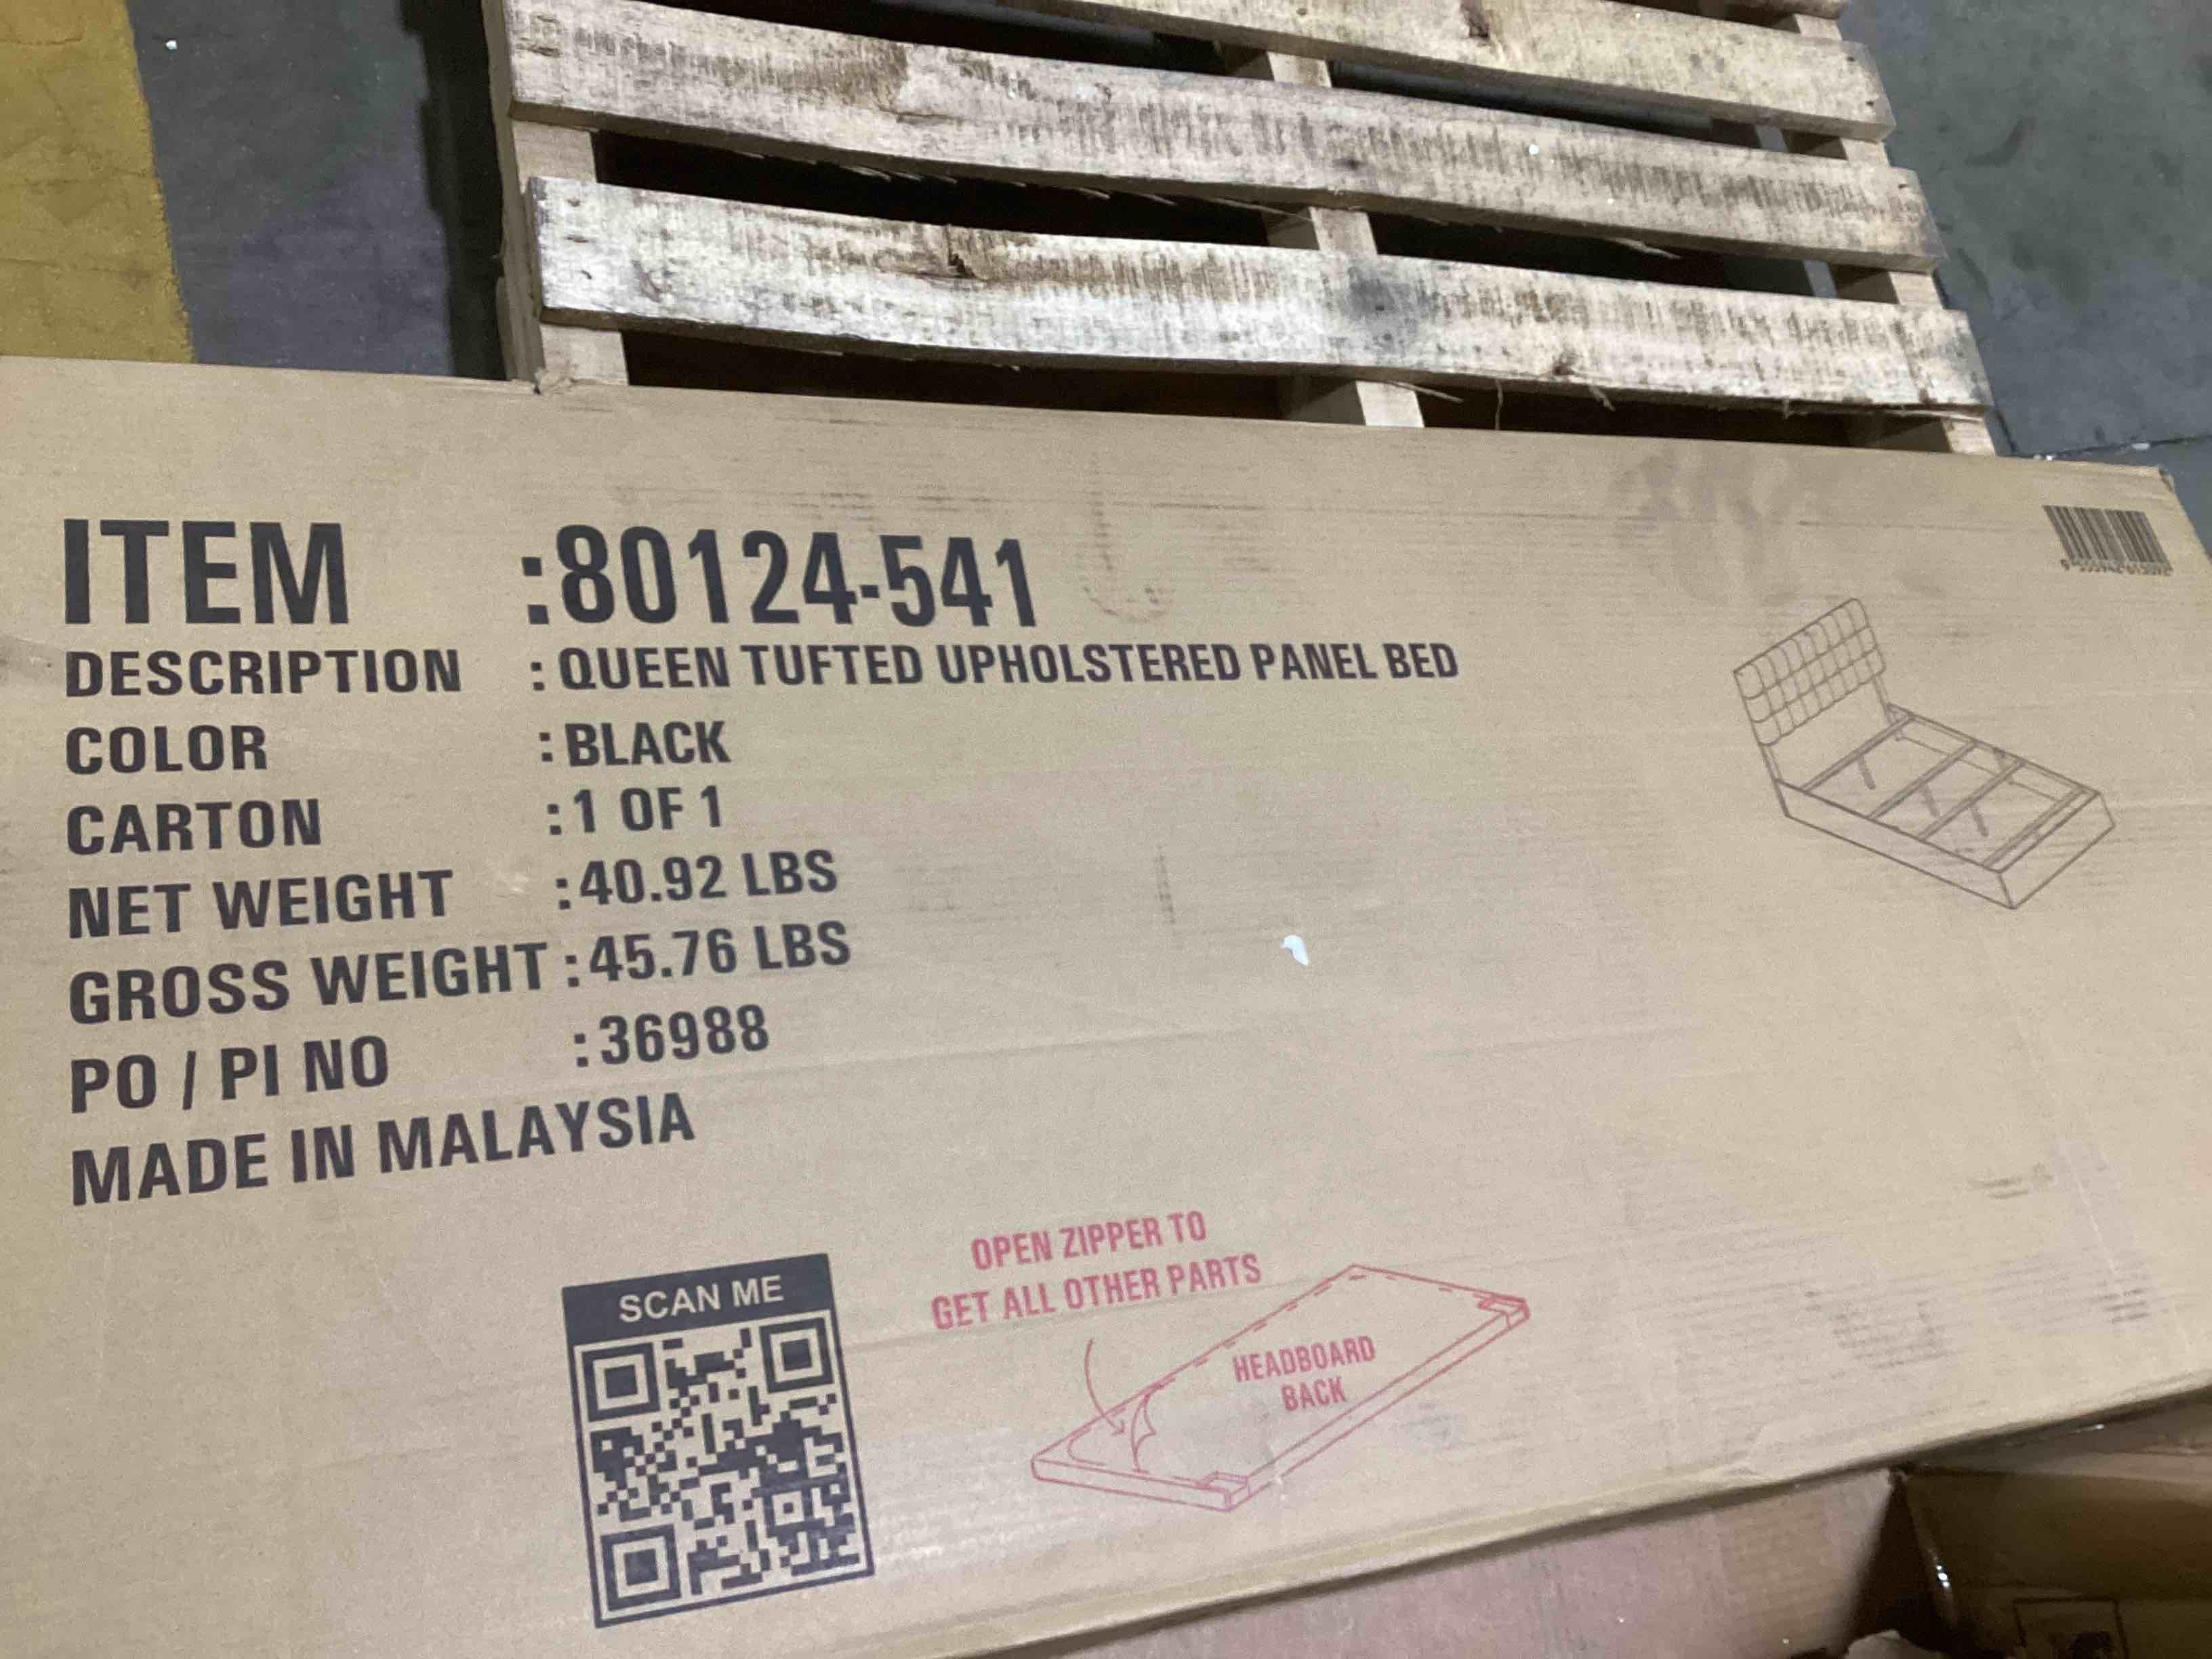 ITEM :80124-541
DESCRIPTION : QUEEN TUFTED UPHOLSTERED PANEL BED
COLOR : BLACK
CARTON : 1 OF 1
NET WEIGHT : 40.92 LBS
GROSS WEIGHT : 45.76 LBS
PO / PI NO : 36988
MADE IN MALAYSIA
SCAN ME
OPEN ZIPPER TO
GET ALL OTHER PARTS
HEADBOARD
BACK